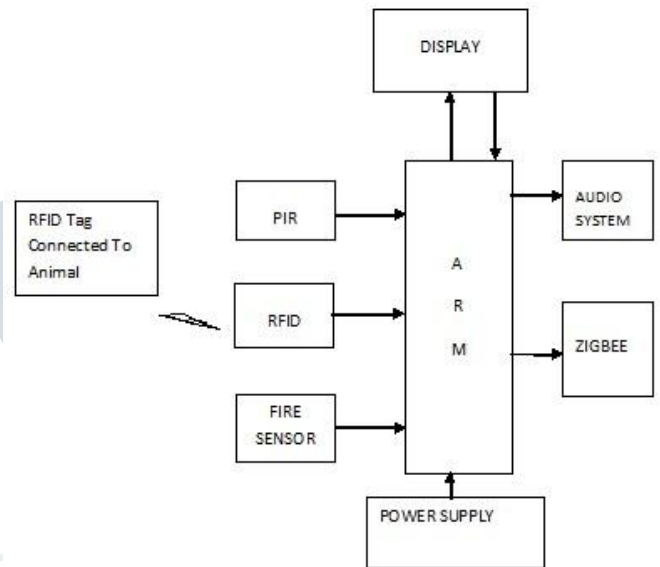 DISPLAY
RFID Tag
Connected To
Animal
PIR
RFID
FIRE
SENSOR
A
R
M
AUDIO
SYSTEM
ZIGBEE
POWER SUPPLY